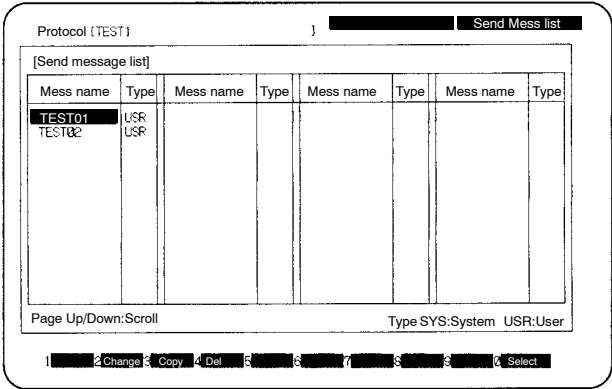 Protocol [TEST1 ] Send Mess list
[Send message list]
Mess name Type Mess name Type Mess name Type Mess name Type
TEST01 USR
TEST02 USR
Page Up/Down:Scroll Type SYS:System USR:User
1 2 Change 3 Copy 4 Del 5 6 7 8 9 0 Select